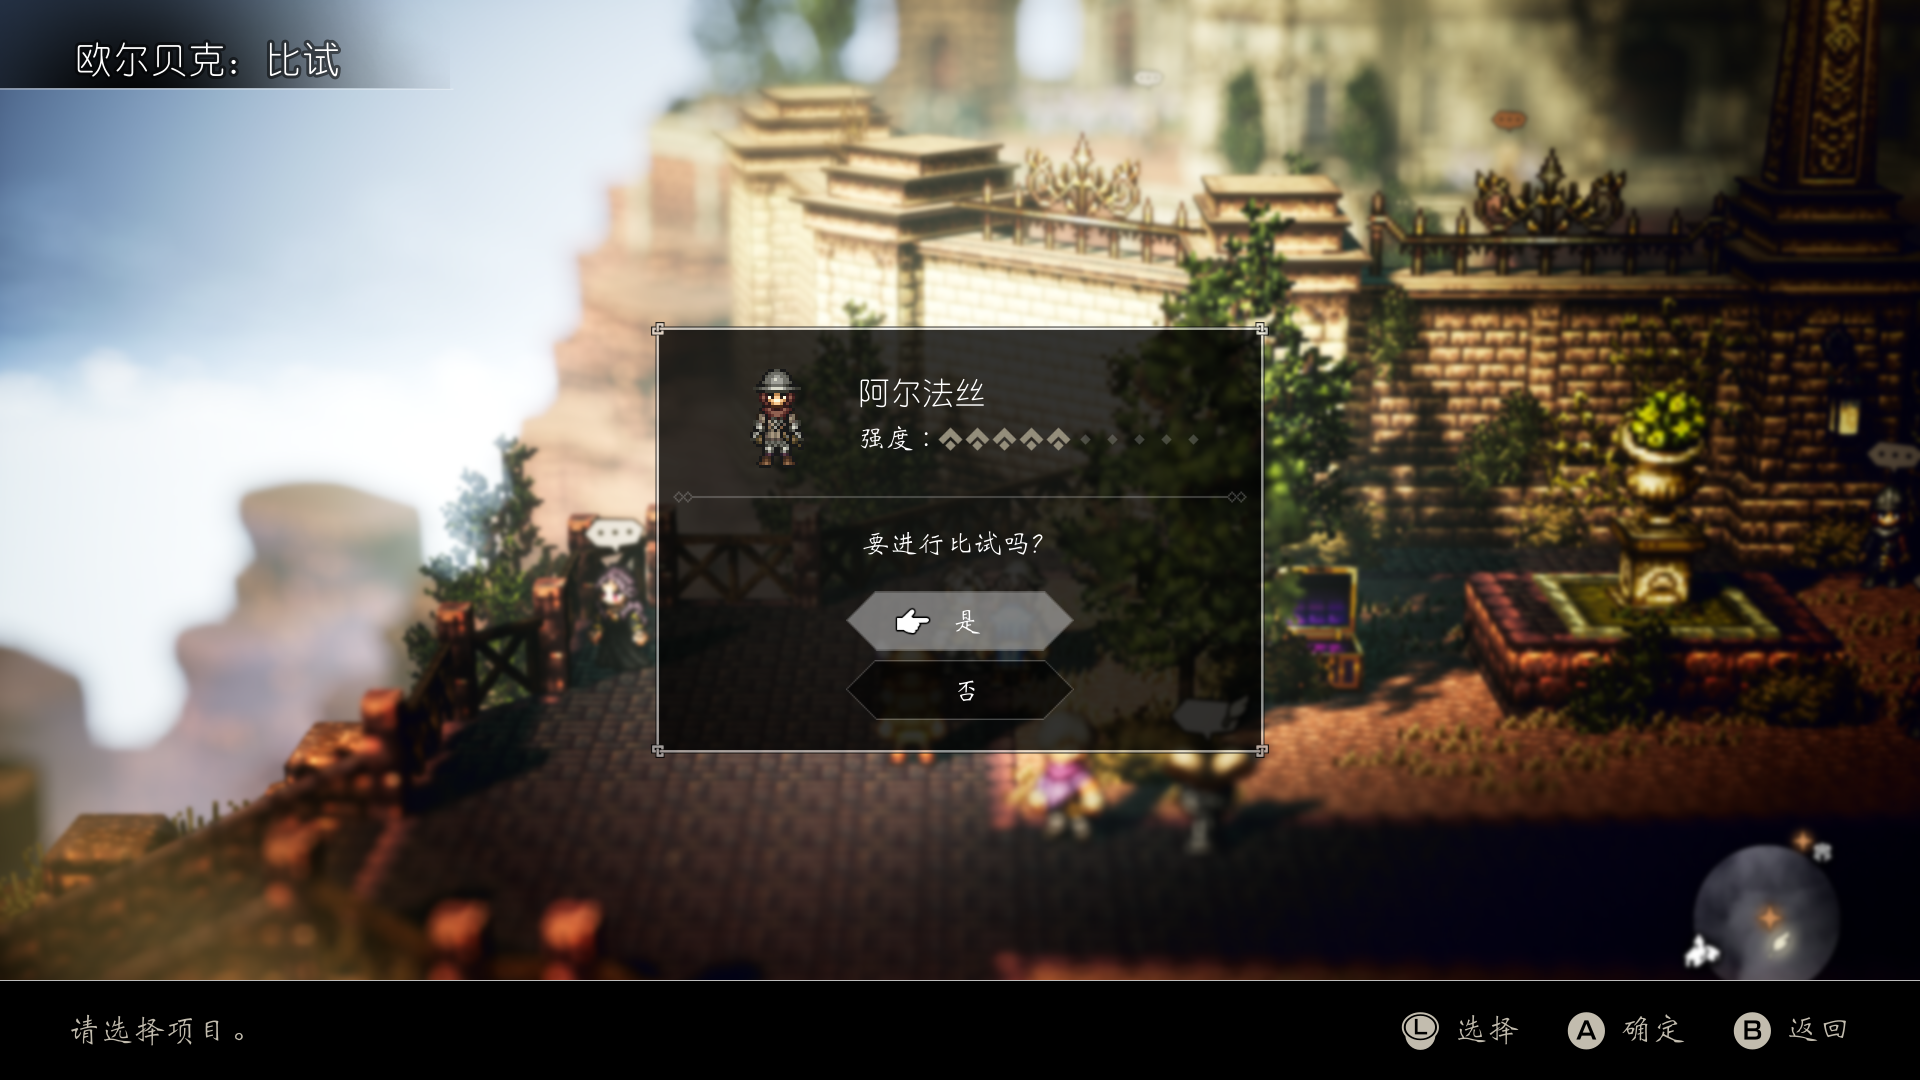 欧尔贝克：比试
阿尔法丝
强度：
要进行比试吗？
是
否
请选择项目。
L 选择 A 确定 B 返回